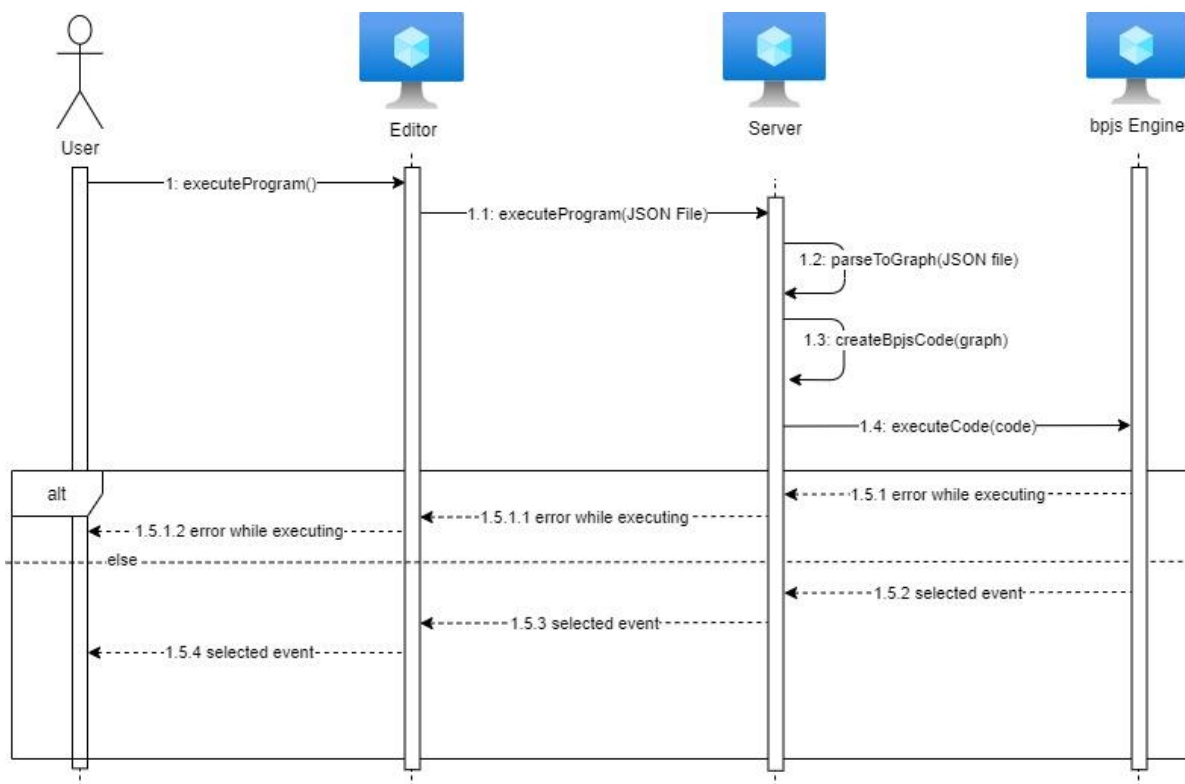 User
Editor
Server
bpjs Engine
1: executeProgram()
1.1: executeProgram(JSON File)
1.2: parseToGraph(JSON file)
1.3: createBpjsCode(graph)
1.4: executeCode(code)
alt
1.5.1 error while executing
1.5.1.1 error while executing
1.5.1.2 error while executing
else
1.5.2 selected event
1.5.3 selected event
1.5.4 selected event